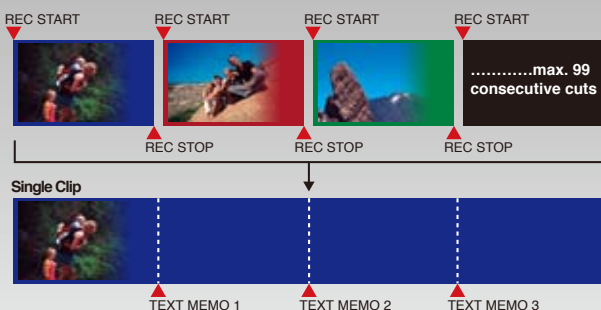 REC START REC START REC START REC START
............max. 99
consecutive cuts
REC STOP REC STOP REC STOP
Single Clip
TEXT MEMO 1 TEXT MEMO 2 TEXT MEMO 3